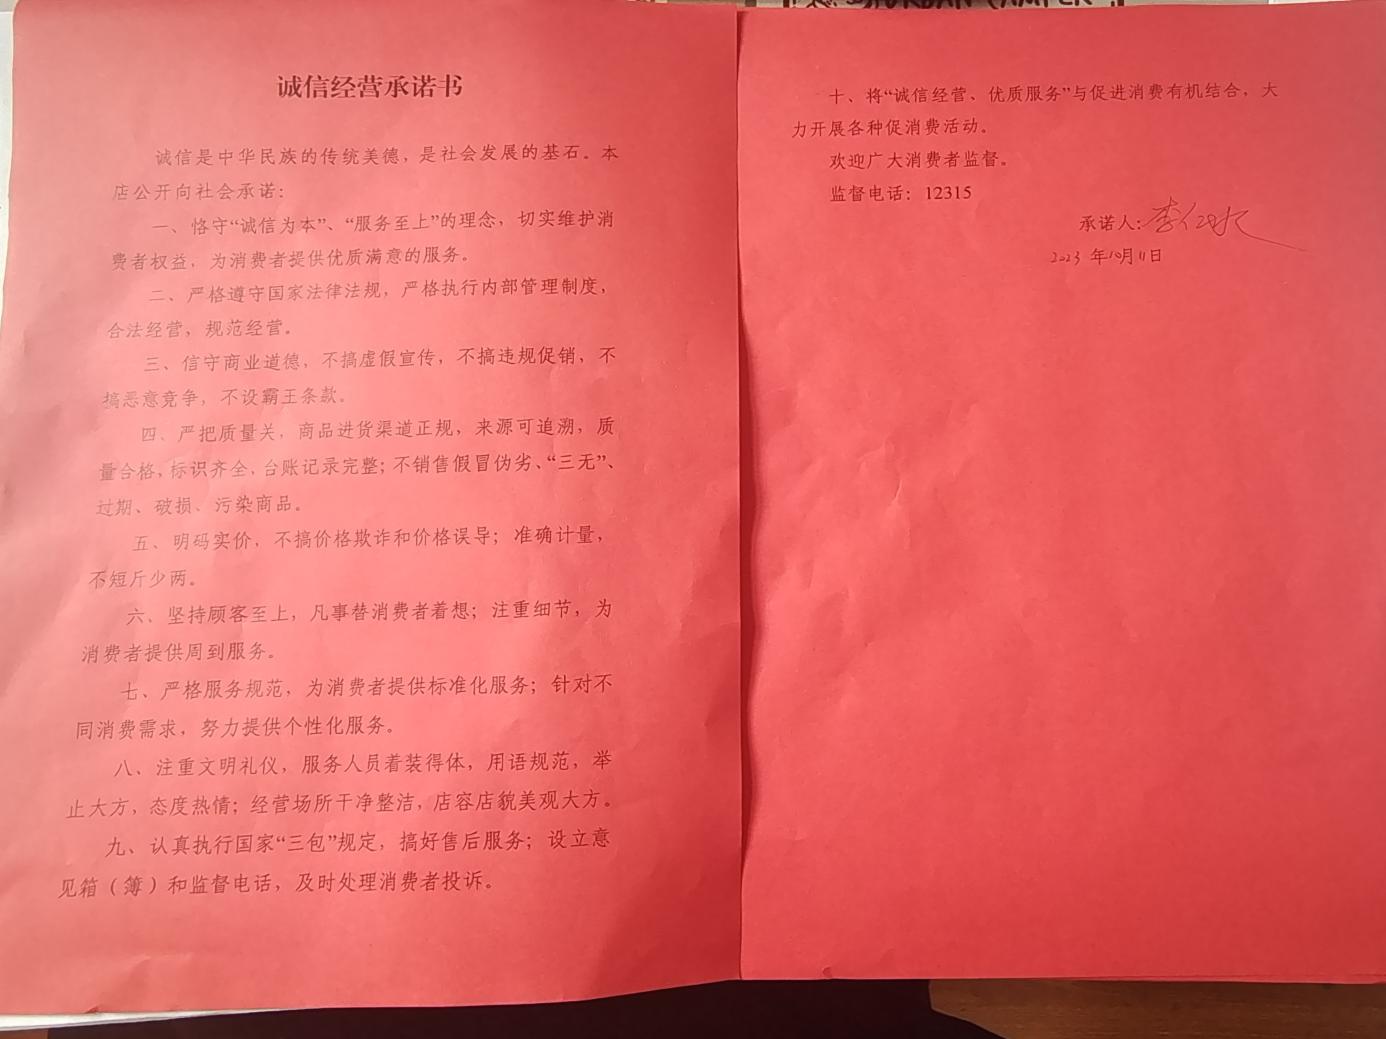 诚信经营承诺书
诚信是中华民族的传统美德，是社会发展的基石。本
店公开向社会承诺：
一、恪守“诚信为本”、“服务至上”的理念，切实维护消
费者权益，为消费者提供优质满意的服务。
二、严格遵守国家法律法规，严格执行内部管理制度，
合法经营，规范经营。
三、信守商业道德，不搞虚假宣传，不搞违规促销，不
搞恶意竞争，不设霸王条款。
四、严把质量关，商品进货渠道正规，来源可追溯，质
量合格，标识齐全，台账记录完整；不销售假冒伪劣、“三无”、
过期、破损、污染商品。
五、明码实价，不搞价格欺诈和价格误导；准确计量，
不短斤少两。
六、坚持顾客至上，凡事替消费者着想；注重细节，为
消费者提供周到服务。
七、严格服务规范，为消费者提供标准化服务；针对不
同消费需求，努力提供个性化服务。
八、注重文明礼仪，服务人员着装得体，用语规范，举
止大方，态度热情；经营场所干净整洁，店容店貌美观大方。
九、认真执行国家“三包”规定，搞好售后服务；设立意
见箱（簿）和监督电话，及时处理消费者投诉。
十、将“诚信经营、优质服务”与促进消费有机结合，大
力开展各种促消费活动。
欢迎广大消费者监督。
监督电话：12315
承诺人：
2023 年10月11日